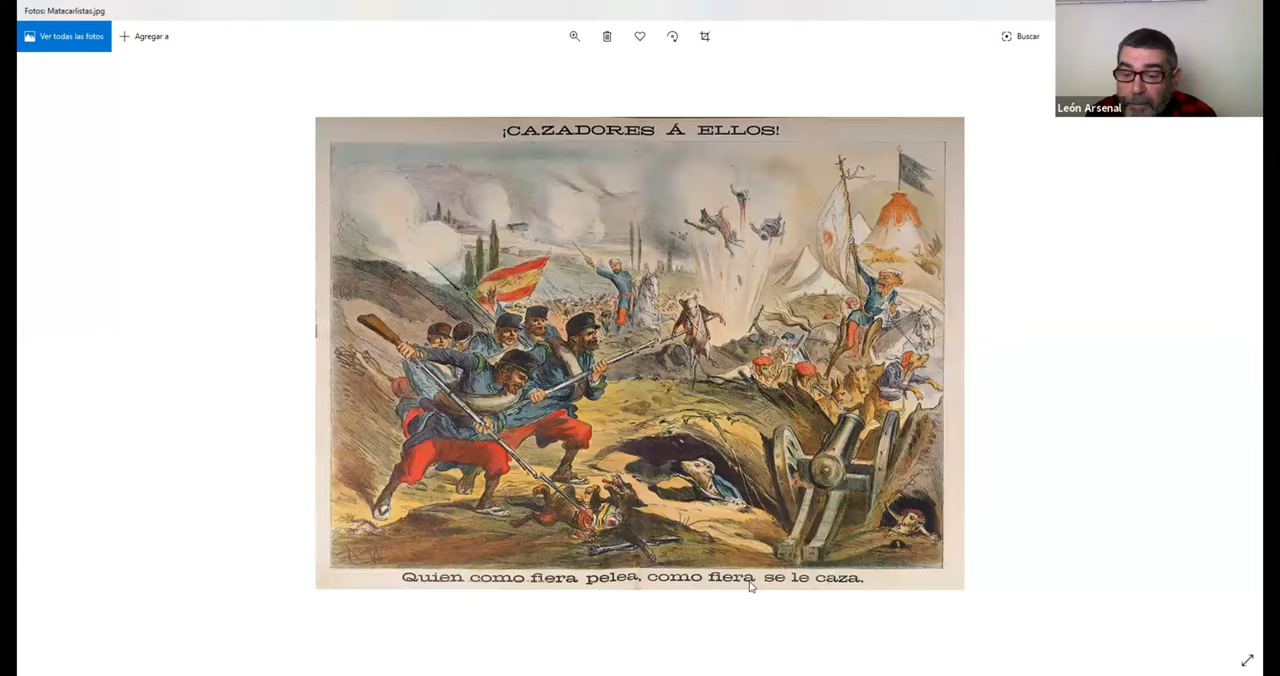 Fotos: Matacarlistas.jpg
Ver todas las fotos
Agregar a
Buscar
León Arsenal
¡CAZADORES Á ELLOS!
Quien como fiera pelea, como fiera se le caza.